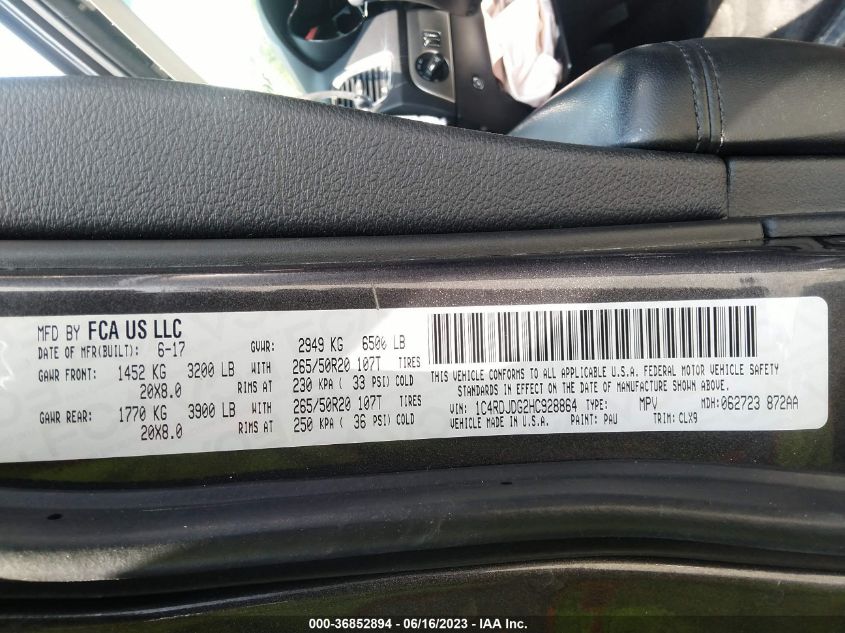 MFD BY FCA US LLC
DATE OF MFR(BUILT): 6-17
GVWR: 2949 KG 6500 LB
GAWR FRONT: 1452 KG 3200 LB WITH 265/50R20 107T TIRES
20X8.0 RIMS AT 230 KPA ( 33 PSI) COLD
GAWR REAR: 1770 KG 3900 LB WITH 265/50R20 107T TIRES
20X8.0 RIMS AT 250 KPA ( 36 PSI) COLD
THIS VEHICLE CONFORMS TO ALL APPLICABLE U.S.A. FEDERAL MOTOR VEHICLE SAFETY
STANDARDS IN EFFECT ON THE DATE OF MANUFACTURE SHOWN ABOVE.
VIN: 1C4RDJDG2HC928864 TYPE: MPV MDH: 062723 872AA
VEHICLE MADE IN U.S.A. PAINT: PAU TRIM: CLX9
000-36852894 - 06/16/2023 - IAA Inc.